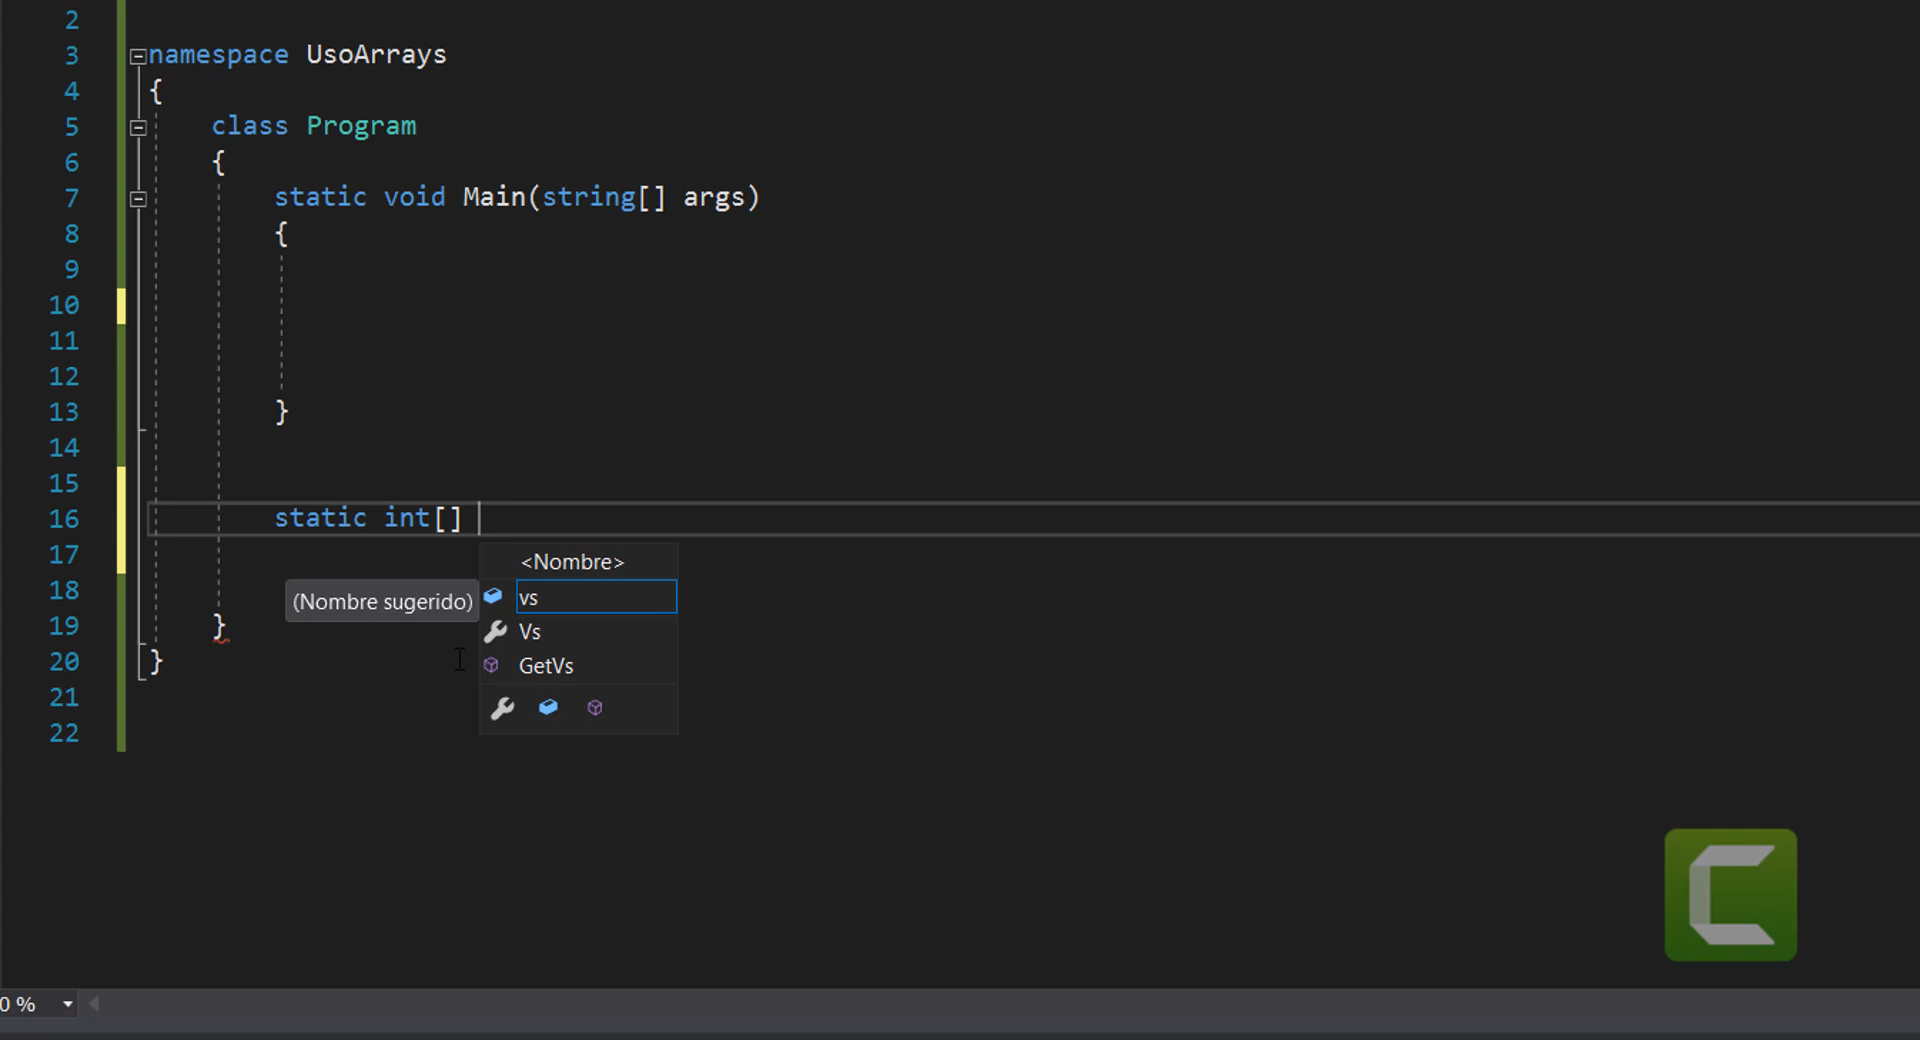 2
3 namespace UsoArrays
4 {
5 class Program
6 {
7 static void Main(string[] args)
8 {
9
10
11
12
13 }
14
15
16 static int[]
<Nombre>
17
18 (Nombre sugerido) vs
Vs
19 }
GetVs
20 }
21
22
0 %